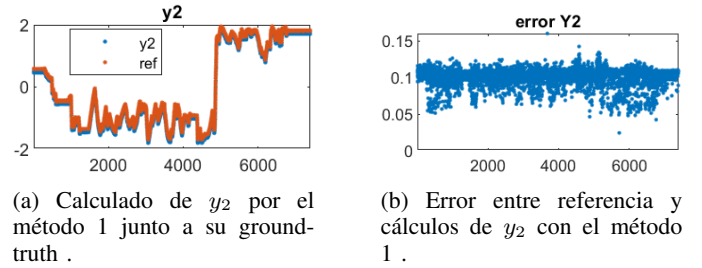 y2
2
0
-2
y2
ref
2000
4000
6000
(a) Calculado de y₂ por el
método 1 junto a su ground-
truth .
error Y2
0.15
0.1
0.05
0
2000
4000
6000
(b) Error entre referencia y
cálculos de y₂ con el método
1 .